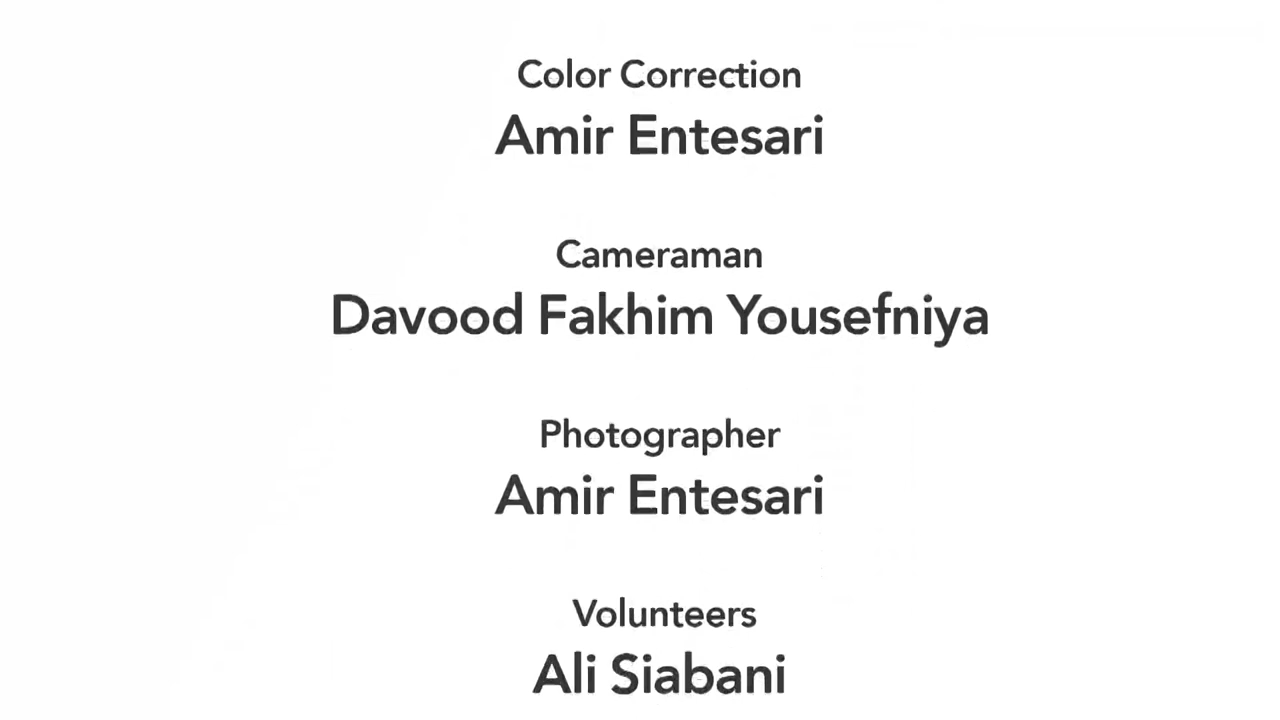 Color Correction
Amir Entesari
Cameraman
Davood Fakhim Yousefniya
Photographer
Amir Entesari
Volunteers
Ali Siabani